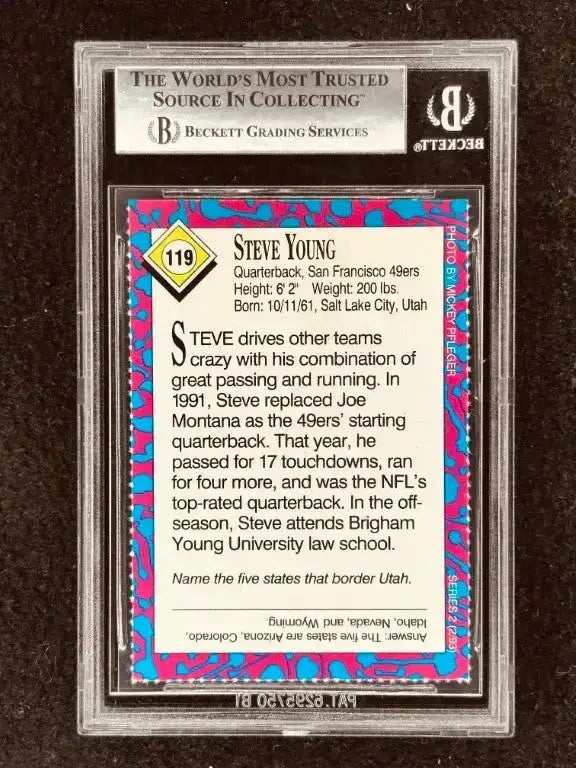 THE WORLD'S MOST TRUSTED
SOURCE IN COLLECTING™
B BECKETT GRADING SERVICES
B
BECKETT®
119
STEVE YOUNG
Quarterback, San Francisco 49ers
Height: 6' 2" Weight: 200 lbs.
Born: 10/11/61, Salt Lake City, Utah
STEVE drives other teams
crazy with his combination of
great passing and running. In
1991, Steve replaced Joe
Montana as the 49ers' starting
quarterback. That year, he
passed for 17 touchdowns, ran
for four more, and was the NFL's
top-rated quarterback. In the off-
season, Steve attends Brigham
Young University law school.
Name the five states that border Utah.
Answer: The five states are Arizona, Colorado,
Idaho, Nevada, and Wyoming.
PHOTO BY MICKEY PFLEGER
SERIES 2 (2/93)
PAT. 6295750 B1